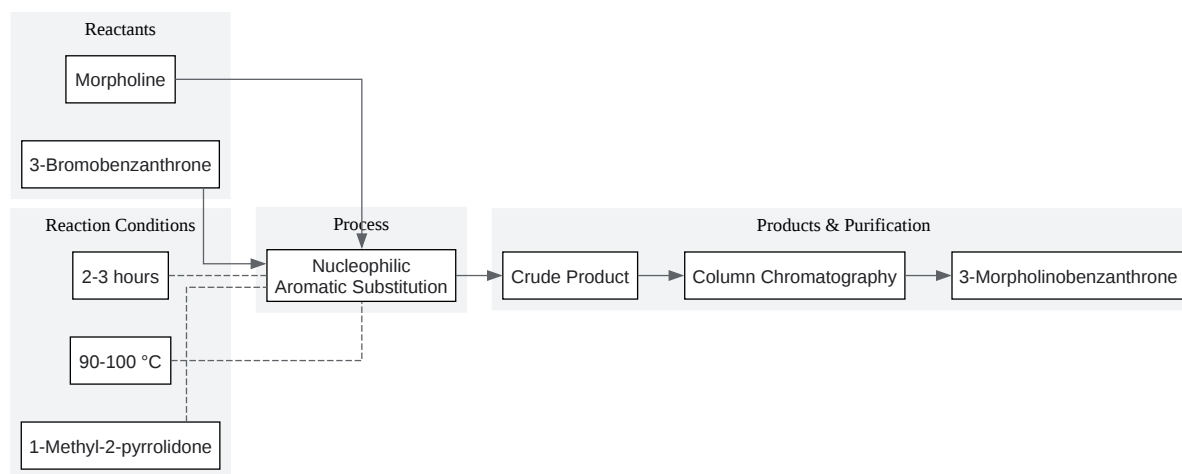 Reactants
Morpholine
3-Bromobenzanthrone
Reaction Conditions
2-3 hours
90-100 °C
1-Methyl-2-pyrrolidone
Process
Nucleophilic
Aromatic Substitution
Products & Purification
Crude Product
Column Chromatography
3-Morpholinobenzanthrone